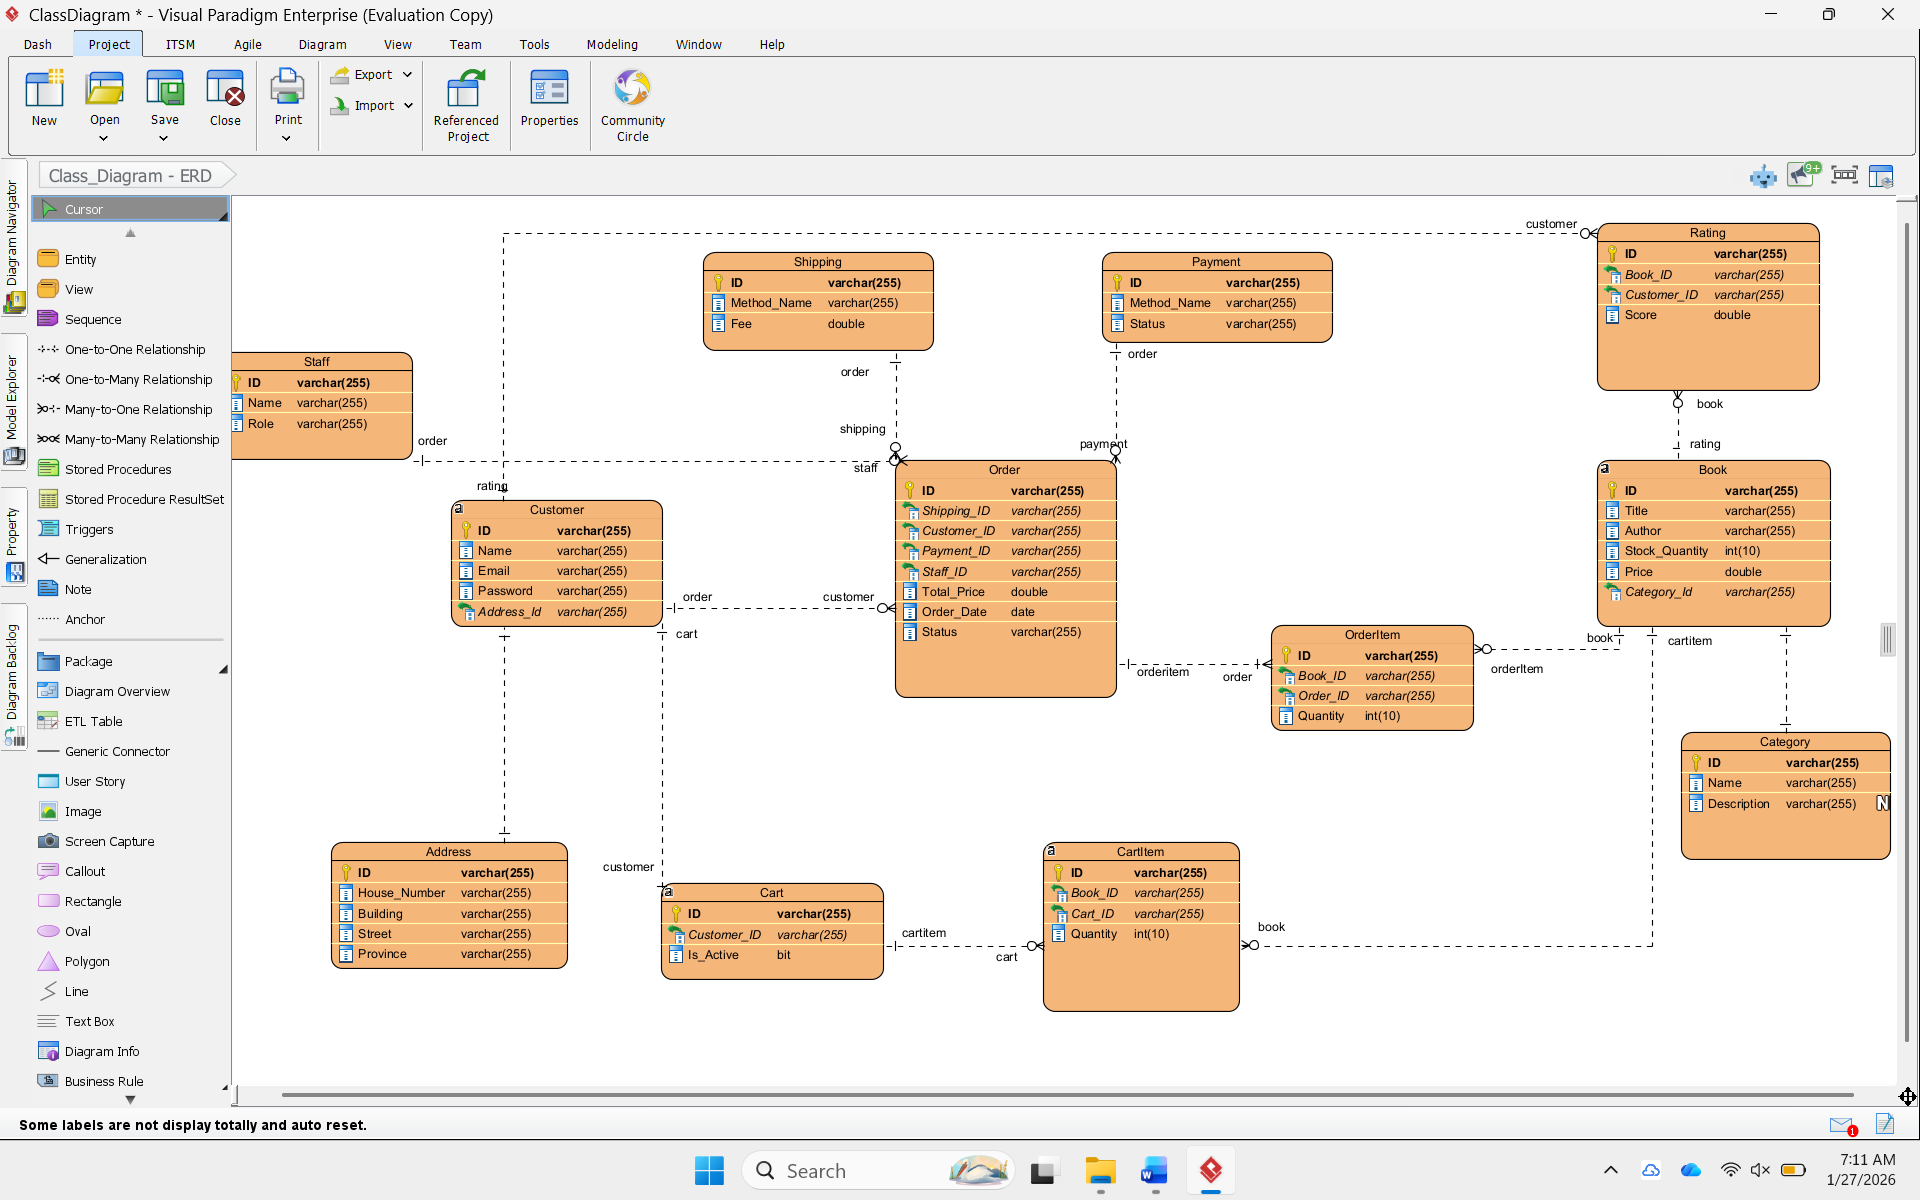 ClassDiagram * - Visual Paradigm Enterprise (Evaluation Copy)
Dash Project ITSM Agile Diagram View Team Tools Modeling Window Help
New Open Save Close Print Export Import Referenced Project Properties Community Circle
Class_Diagram - ERD
9+
Diagram Navigator
Model Explorer
Property
Diagram Backlog
Cursor
Entity
View
Sequence
One-to-One Relationship
One-to-Many Relationship
Many-to-One Relationship
Many-to-Many Relationship
Stored Procedures
Stored Procedure ResultSet
Triggers
Generalization
Note
Anchor
Package
Diagram Overview
ETL Table
Generic Connector
User Story
Image
Screen Capture
Callout
Rectangle
Oval
Polygon
Line
Text Box
Diagram Info
Business Rule
customer
Shipping
ID varchar(255)
Method_Name varchar(255)
Fee double
Payment
ID varchar(255)
Method_Name varchar(255)
Status varchar(255)
Rating
ID varchar(255)
Book_ID varchar(255)
Customer_ID varchar(255)
Score double
Staff
ID varchar(255)
Name varchar(255)
Role varchar(255)
order
order
order
shipping
payment
staff
book
rating
rating
a Customer
ID varchar(255)
Name varchar(255)
Email varchar(255)
Password varchar(255)
Address_Id varchar(255)
Order
ID varchar(255)
Shipping_ID varchar(255)
Customer_ID varchar(255)
Payment_ID varchar(255)
Staff_ID varchar(255)
Total_Price double
Order_Date date
Status varchar(255)
a Book
ID varchar(255)
Title varchar(255)
Author varchar(255)
Stock_Quantity int(10)
Price double
Category_Id varchar(255)
order
customer
cart
orderitem
order
OrderItem
ID varchar(255)
Book_ID varchar(255)
Order_ID varchar(255)
Quantity int(10)
book
cartitem
orderItem
Category
ID varchar(255)
Name varchar(255)
Description varchar(255) N
Address
ID varchar(255)
House_Number varchar(255)
Building varchar(255)
Street varchar(255)
Province varchar(255)
customer
a Cart
ID varchar(255)
Customer_ID varchar(255)
Is_Active bit
cartitem
cart
a CartItem
ID varchar(255)
Book_ID varchar(255)
Cart_ID varchar(255)
Quantity int(10)
book
Some labels are not display totally and auto reset.
1
Search
7:11 AM
1/27/2026